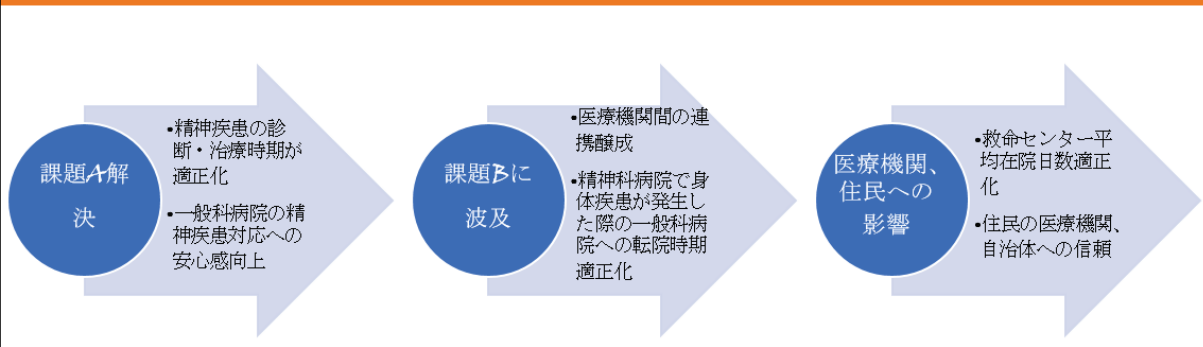 課題A解
決
•精神疾患の診
断・治療時期が
適正化
•一般科病院の精
神疾患対応への
安心感向上
課題Bに
波及
•医療機関間の連
携醸成
•精神科病院で身
体疾患が発生し
た際の一般科病
院への転院時期
適正化
医療機関、
住民への
影響
•救命センター平
均在院日数適正
化
•住民の医療機関、
自治体への信頼